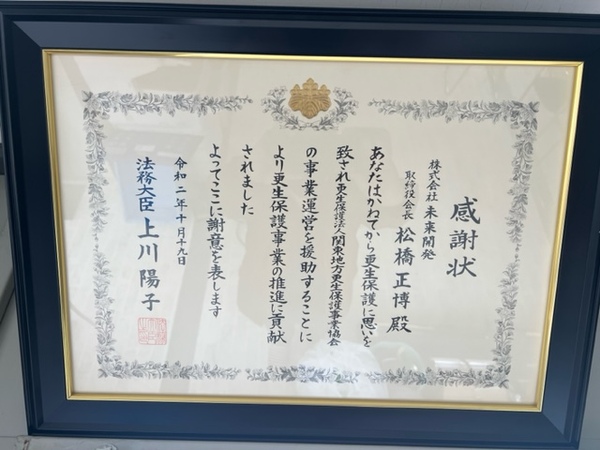 感謝状
株式会社 未来開発
取締役会長 松橋正博 殿
あなたはかねてから更生保護に思いを
致され更生保護法人関東地方更生保護事業協会
の事業運営を援助することに
より更生保護事業の推進に貢献
されました
よってここに謝意を表します
令和二年十月十九日
法務大臣 上川陽子